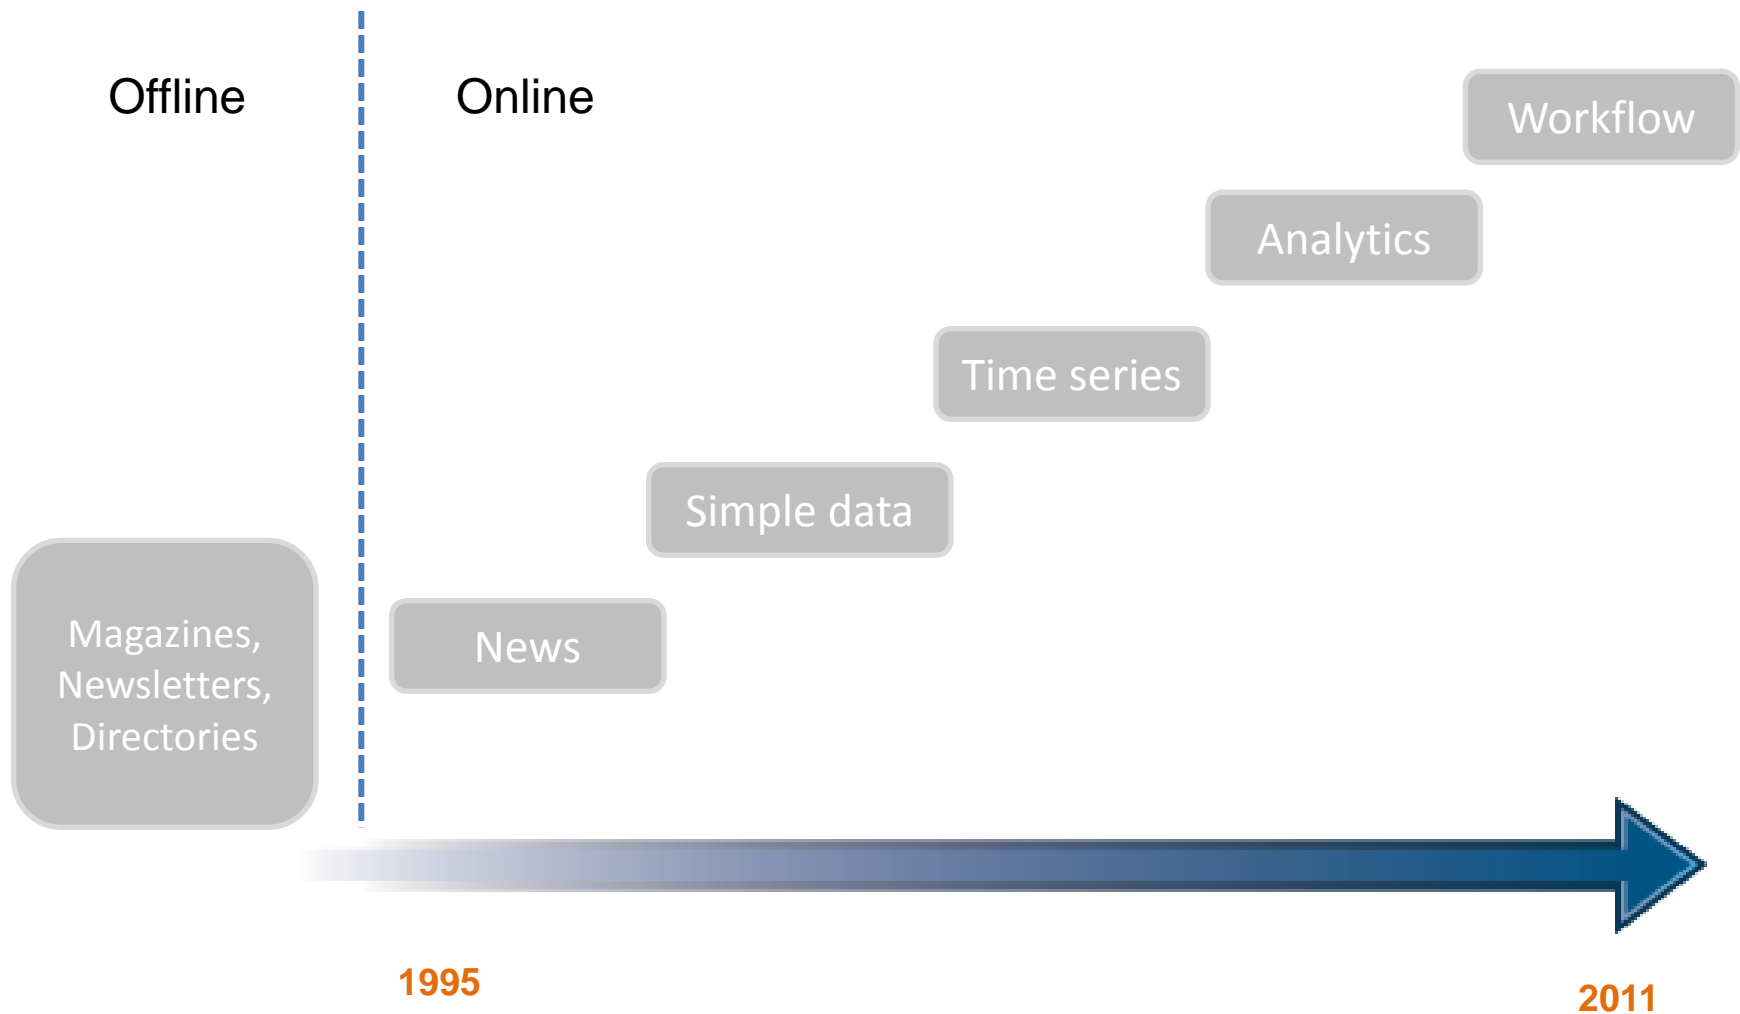 Offline
Online
Workflow
Analytics
Time series
Simple data
News
Magazines,
Newsletters,
Directories
1995
2011